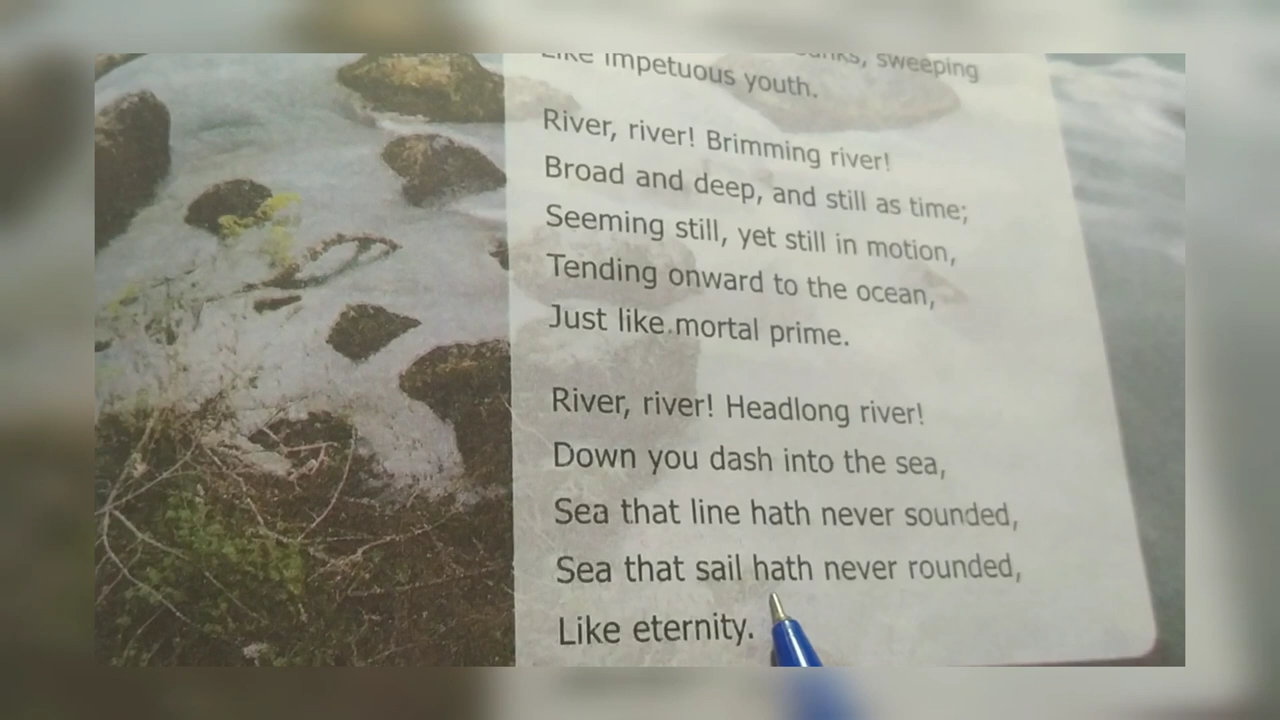 Like impetuous youth. sweeping
River, river! Brimming river!
Broad and deep, and still as time;
Seeming still, yet still in motion,
Tending onward to the ocean,
Just like mortal prime.
River, river! Headlong river!
Down you dash into the sea,
Sea that line hath never sounded,
Sea that sail hath never rounded,
Like eternity.